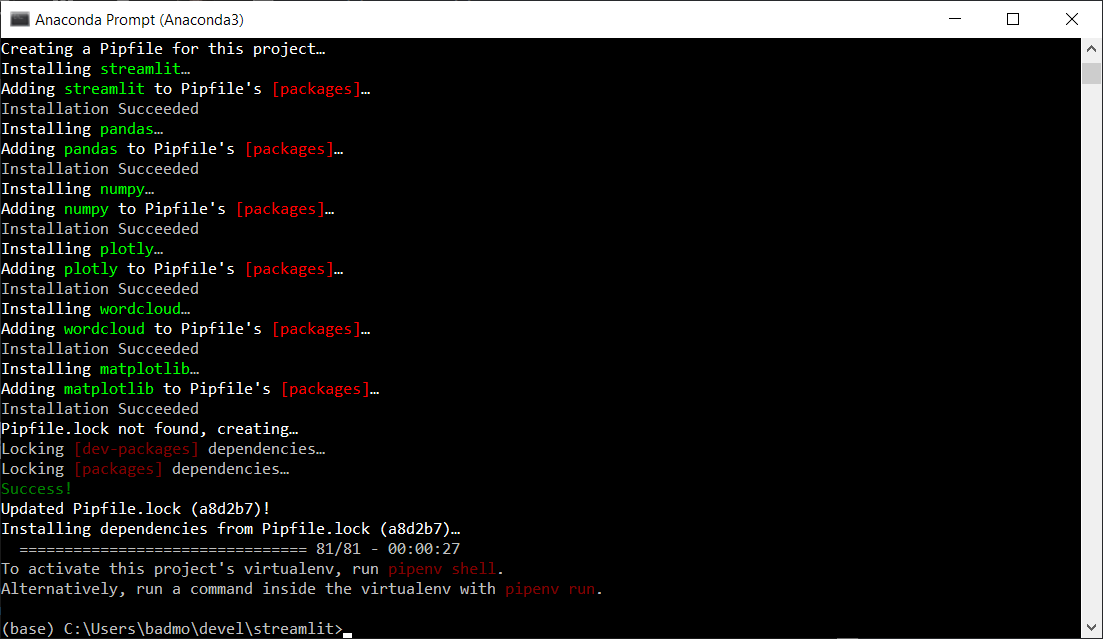 Anaconda Prompt (Anaconda3)
Creating a Pipfile for this project…
Installing streamlit…
Adding streamlit to Pipfile's [packages]…
Installation Succeeded
Installing pandas…
Adding pandas to Pipfile's [packages]…
Installation Succeeded
Installing numpy…
Adding numpy to Pipfile's [packages]…
Installation Succeeded
Installing plotly…
Adding plotly to Pipfile's [packages]…
Installation Succeeded
Installing wordcloud…
Adding wordcloud to Pipfile's [packages]…
Installation Succeeded
Installing matplotlib…
Adding matplotlib to Pipfile's [packages]…
Installation Succeeded
Pipfile.lock not found, creating…
Locking [dev-packages] dependencies…
Locking [packages] dependencies…
Success!
Updated Pipfile.lock (a8d2b7)!
Installing dependencies from Pipfile.lock (a8d2b7)…
  ================================ 81/81 - 00:00:27
To activate this project's virtualenv, run pipenv shell.
Alternatively, run a command inside the virtualenv with pipenv run.
(base) C:\Users\badmo\devel\streamlit>